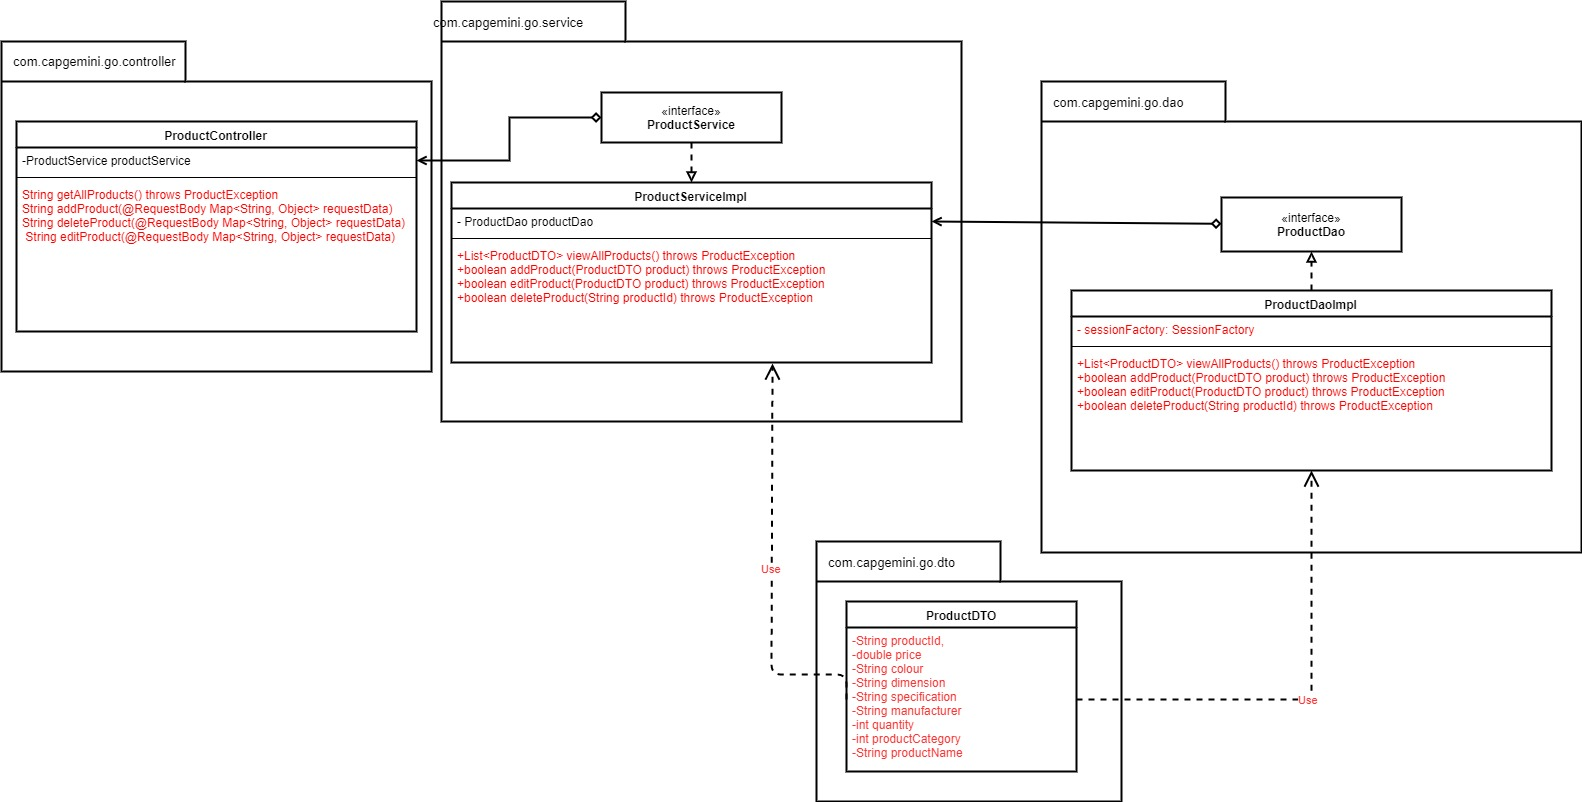 com.capgemini.go.controller
ProductController
-ProductService productService
String getAllProducts() throws ProductException
String addProduct(@RequestBody Map<String, Object> requestData)
String deleteProduct(@RequestBody Map<String, Object> requestData)
String editProduct(@RequestBody Map<String, Object> requestData)
com.capgemini.go.service
«interface»
ProductService
ProductServiceImpl
- ProductDao productDao
+List<ProductDTO> viewAllProducts() throws ProductException
+boolean addProduct(ProductDTO product) throws ProductException
+boolean editProduct(ProductDTO product) throws ProductException
+boolean deleteProduct(String productId) throws ProductException
com.capgemini.go.dao
«interface»
ProductDao
ProductDaoImpl
- sessionFactory: SessionFactory
+List<ProductDTO> viewAllProducts() throws ProductException
+boolean addProduct(ProductDTO product) throws ProductException
+boolean editProduct(ProductDTO product) throws ProductException
+boolean deleteProduct(String productId) throws ProductException
Use
com.capgemini.go.dto
ProductDTO
-String productId,
-double price
-String colour
-String dimension
-String specification
-String manufacturer
-int quantity
-int productCategory
-String productName
Use